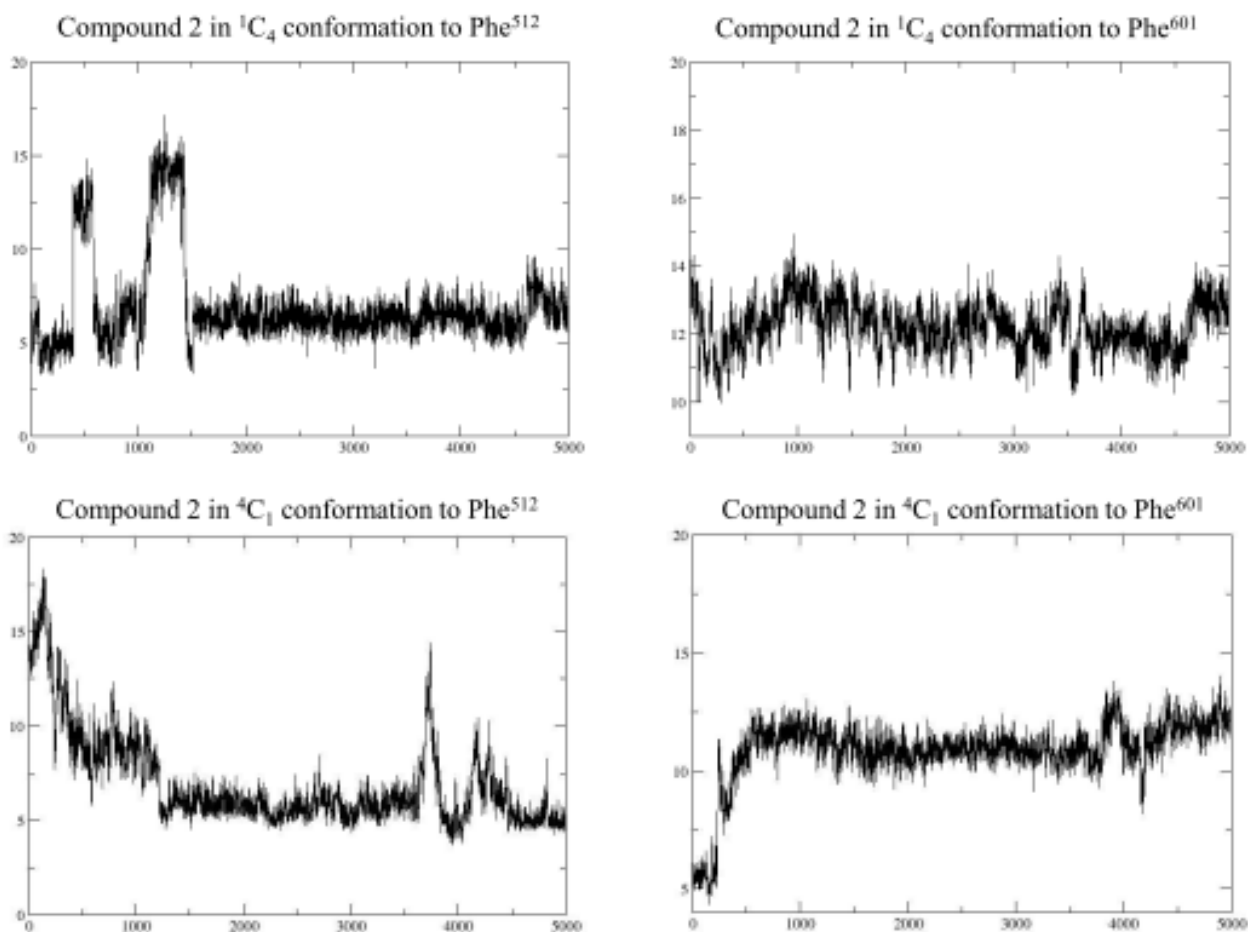 Compound 2 in ¹C₄ conformation to Phe⁵¹²
20
15
10
5
0
0 1000 2000 3000 4000 5000
Compound 2 in ¹C₄ conformation to Phe⁶⁰¹
20
18
16
14
12
10
0 1000 2000 3000 4000 5000
Compound 2 in ⁴C₁ conformation to Phe⁵¹²
20
15
10
5
0
0 1000 2000 3000 4000 5000
Compound 2 in ⁴C₁ conformation to Phe⁶⁰¹
20
15
10
5
0 1000 2000 3000 4000 5000